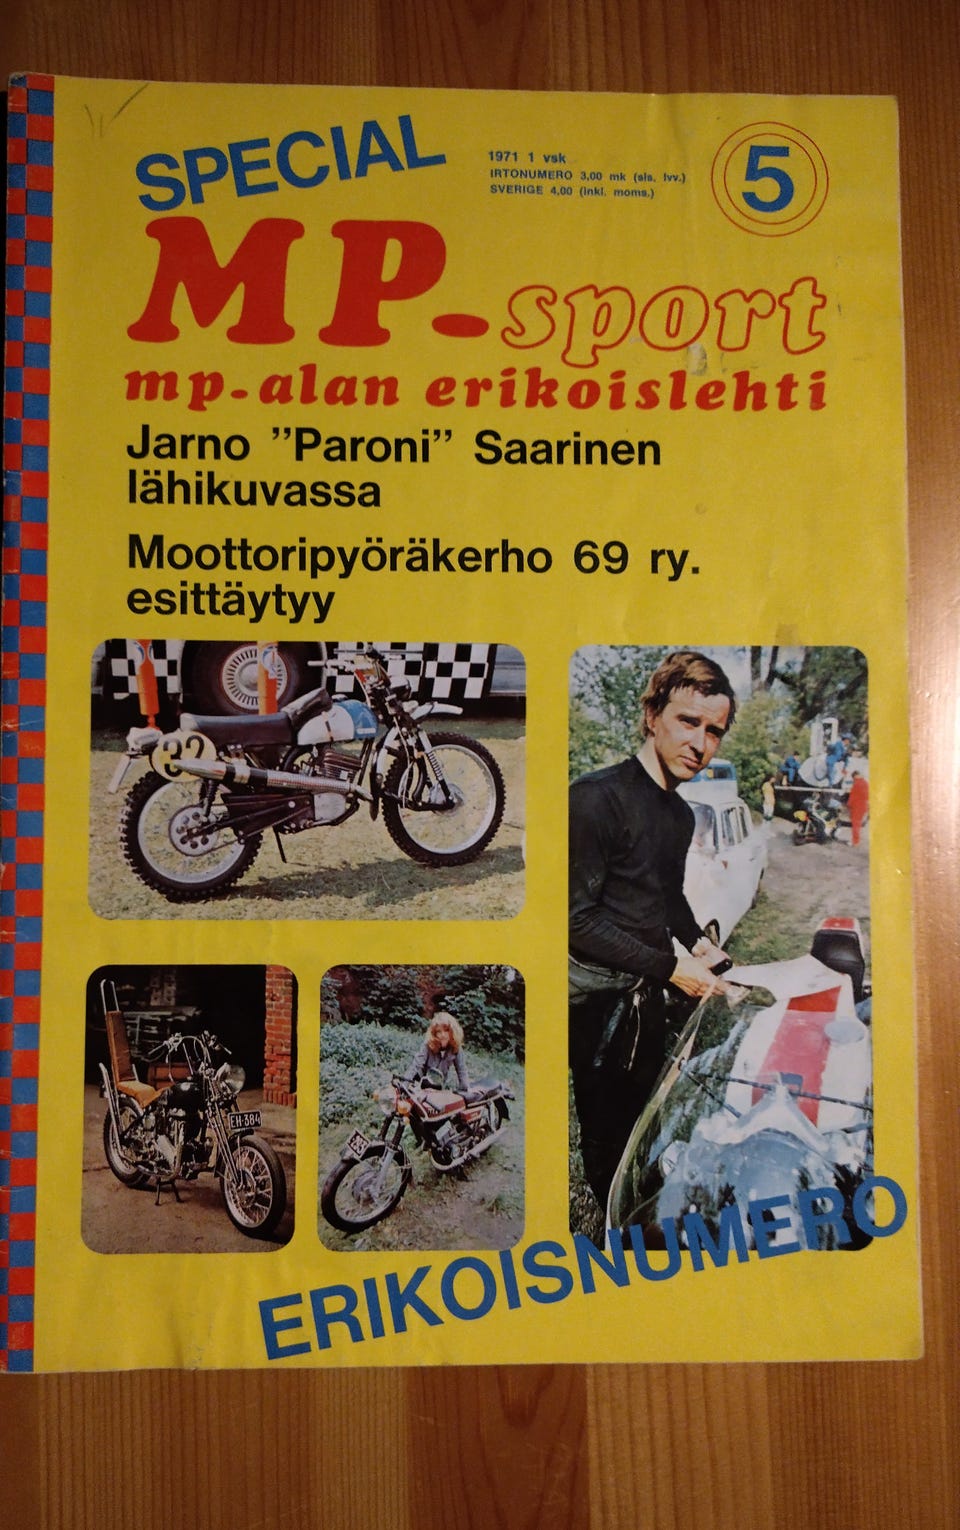 SPECIAL
1971 1 vsk
IRTONUMERO 3,00 mk (sis. lvv.)
SVERIGE 4,00 (inkl. moms.)
5
MP-sport
mp-alan erikoislehti
Jarno ”Paroni” Saarinen
lähikuvassa
Moottoripyöräkerho 69 ry.
esittäytyy
32
EH-384
ERIKOISNUMERO